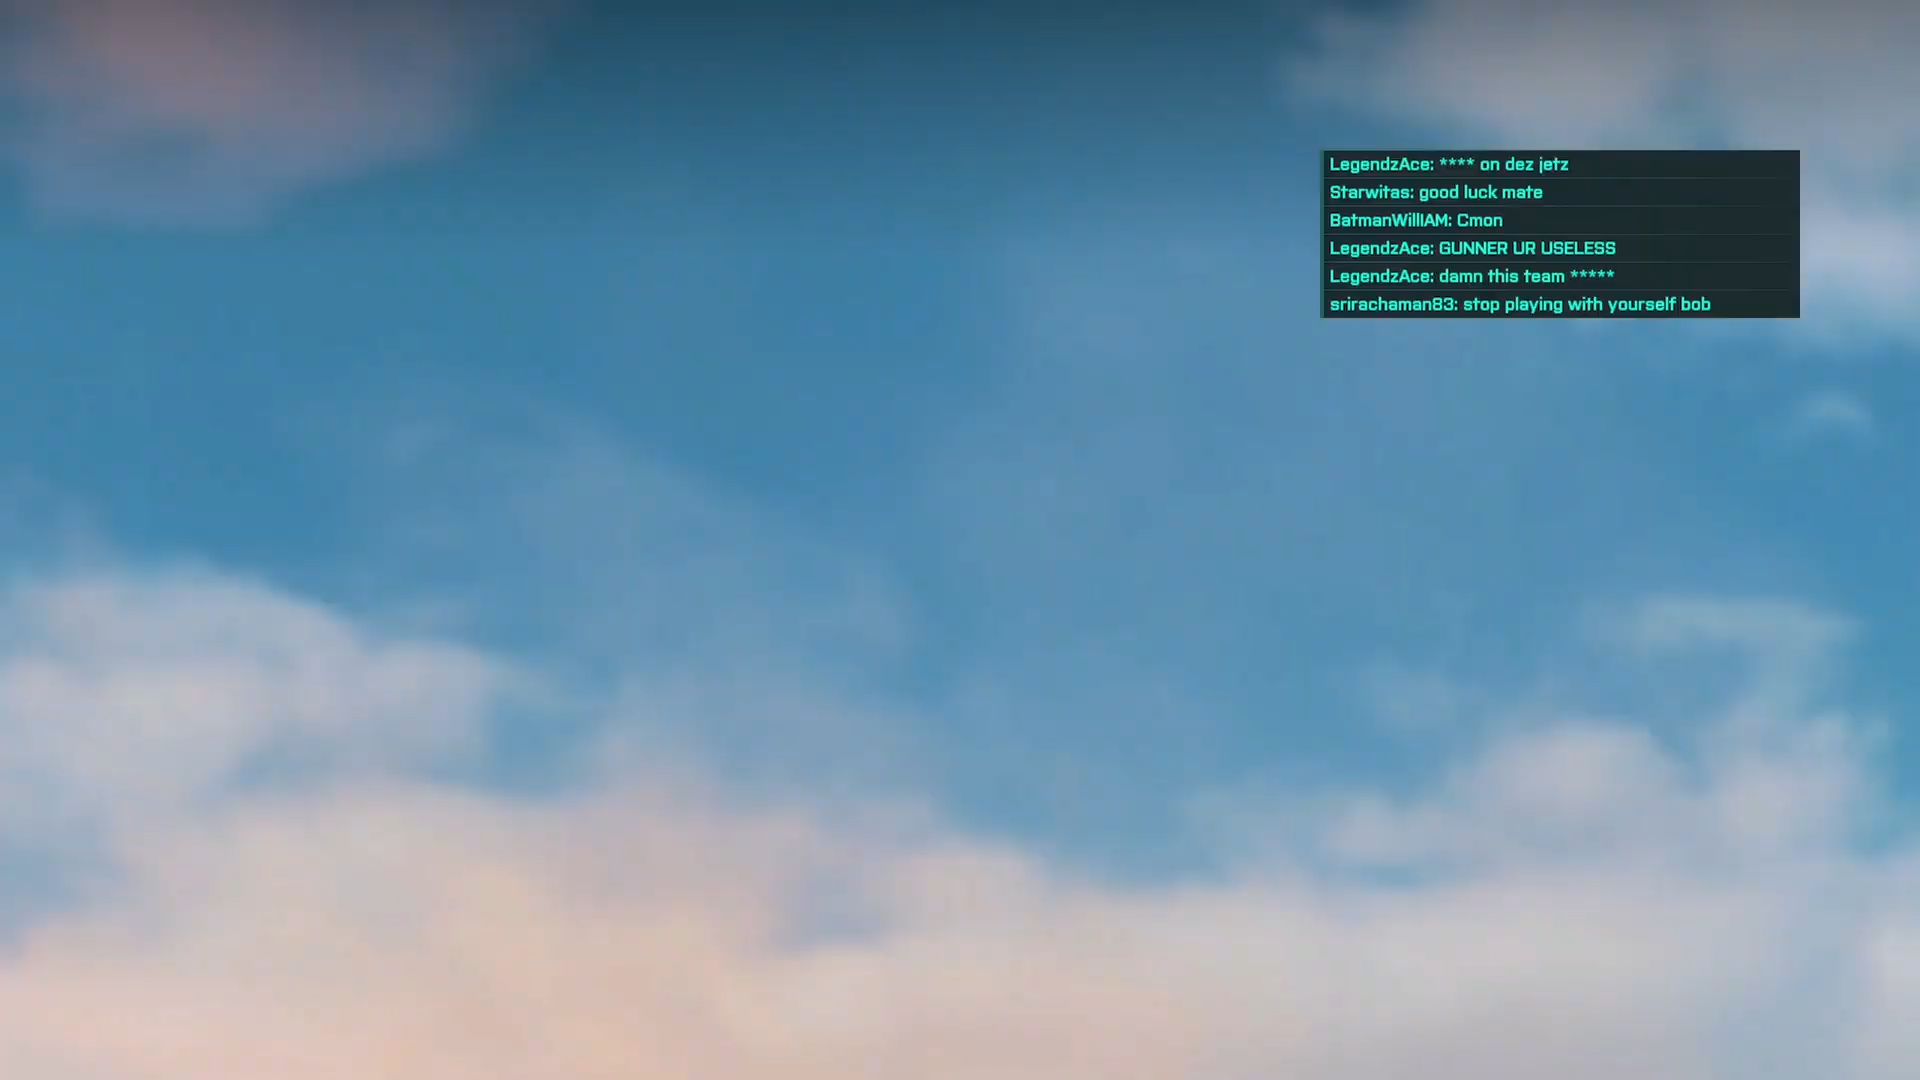 LegendzAce: **** on dez jetz
Starwitas: good luck mate
BatmanWillIAM: Cmon
LegendzAce: GUNNER UR USELESS
LegendzAce: damn this team *****
srirachaman83: stop playing with yourself bob